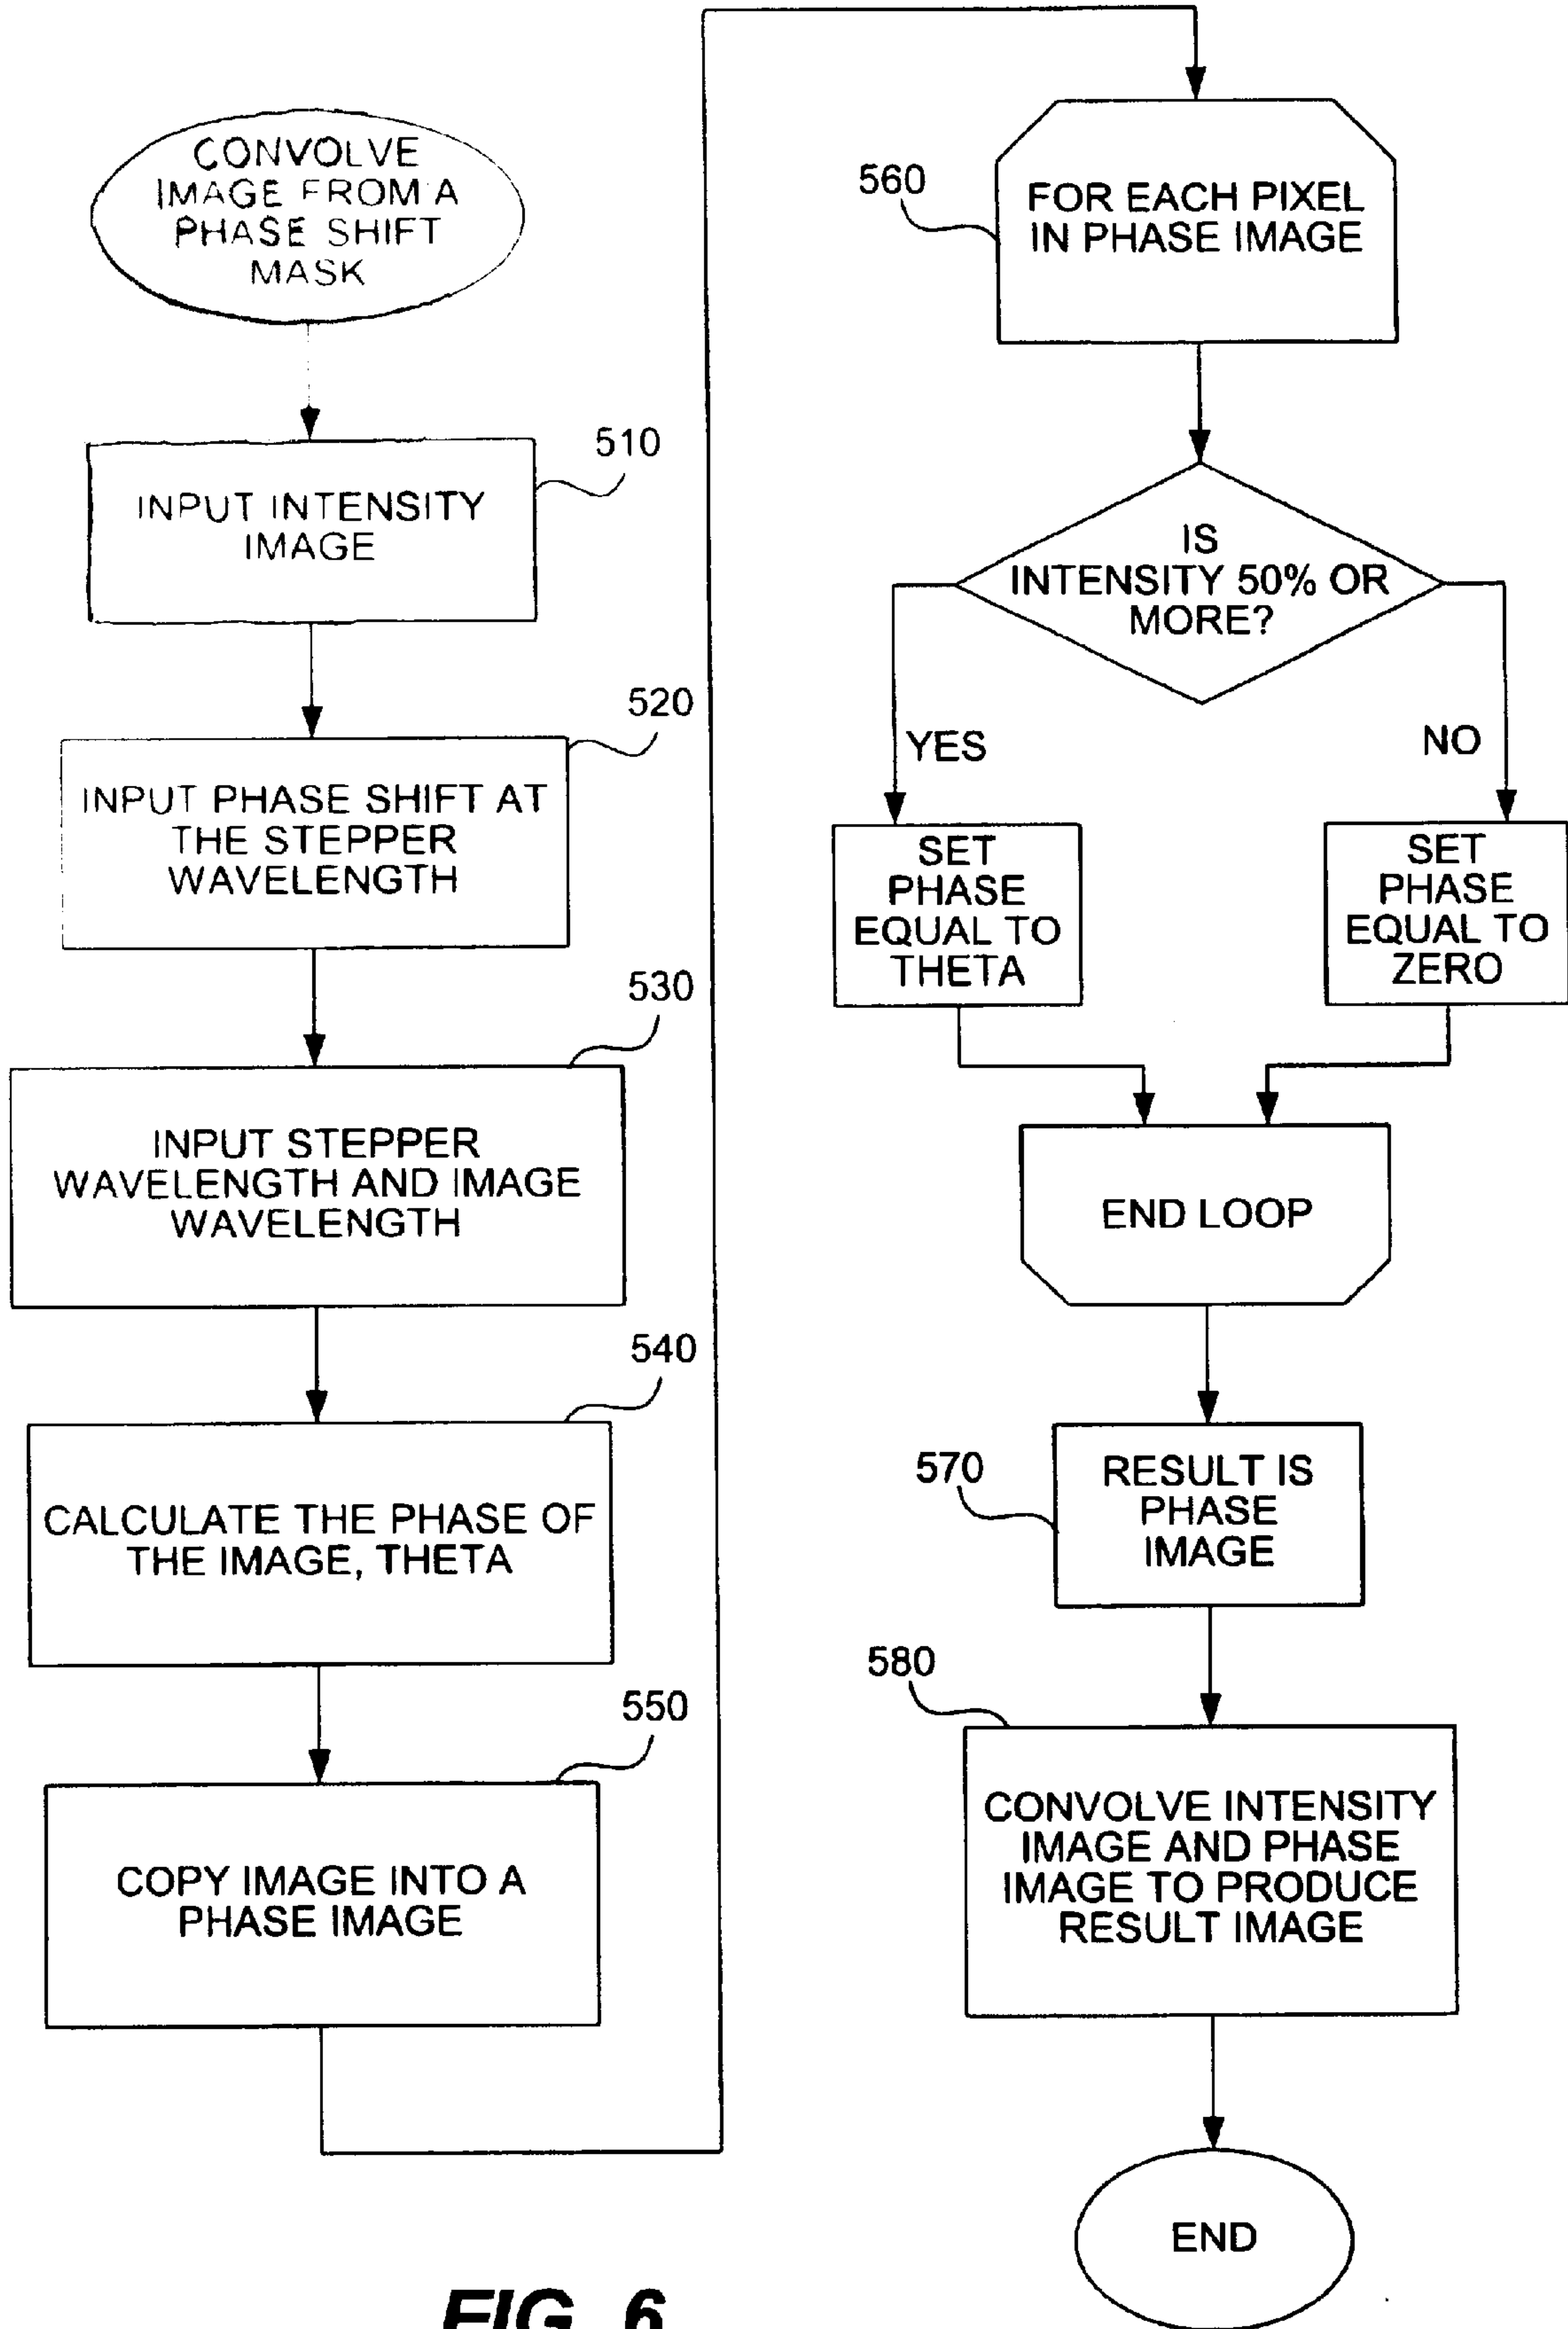 CONVOLVE
IMAGE FROM A
PHASE SHIFT
MASK
510
INPUT INTENSITY
IMAGE
520
INPUT PHASE SHIFT AT
THE STEPPER
WAVELENGTH
530
INPUT STEPPER
WAVELENGTH AND IMAGE
WAVELENGTH
540
CALCULATE THE PHASE OF
THE IMAGE, THETA
550
COPY IMAGE INTO A
PHASE IMAGE
560
FOR EACH PIXEL
IN PHASE IMAGE
IS
INTENSITY 50% OR
MORE?
YES
NO
SET
PHASE
EQUAL TO
THETA
SET
PHASE
EQUAL TO
ZERO
END LOOP
570
RESULT IS
PHASE
IMAGE
580
CONVOLVE INTENSITY
IMAGE AND PHASE
IMAGE TO PRODUCE
RESULT IMAGE
END
FIG. 6